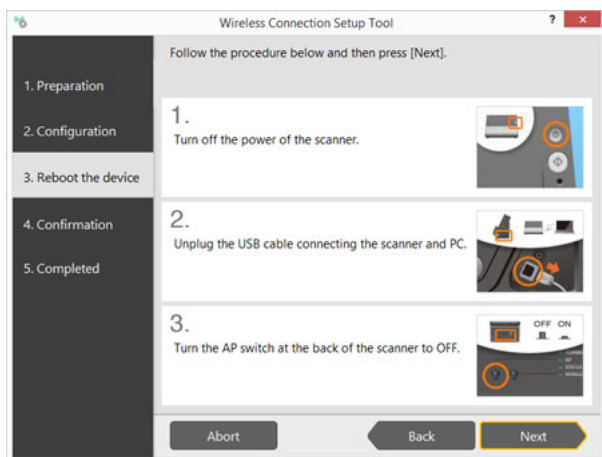 Wireless Connection Setup Tool
?
×
Follow the procedure below and then press [Next].
1. Preparation
2. Configuration
3. Reboot the device
4. Confirmation
5. Completed
1.
Turn off the power of the scanner.
2.
Unplug the USB cable connecting the scanner and PC.
3.
Turn the AP switch at the back of the scanner to OFF.
OFF ON
AP
Abort
Back
Next